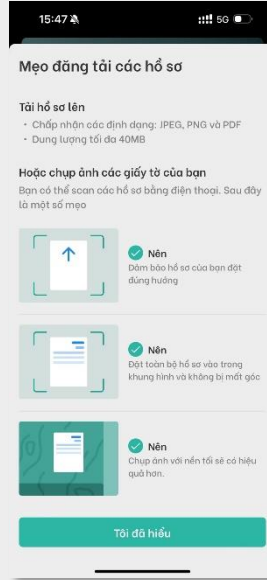 15:47
5G
Mẹo đăng tải các hồ sơ
Tải hồ sơ lên
• Chấp nhận các định dạng: JPEG, PNG và PDF
• Dung lượng tối đa 40MB
Hoặc chụp ảnh các giấy tờ của bạn
Bạn có thể scan các hồ sơ bằng điện thoại. Sau đây
là một số mẹo
Nên
Đảm bảo hồ sơ của bạn đặt
đúng hướng
Nên
Đặt toàn bộ hồ sơ vào trong
khung hình và không bị mất góc
Nên
Chụp ảnh với nền tối sẽ có hiệu
quả hơn.
Tôi đã hiểu